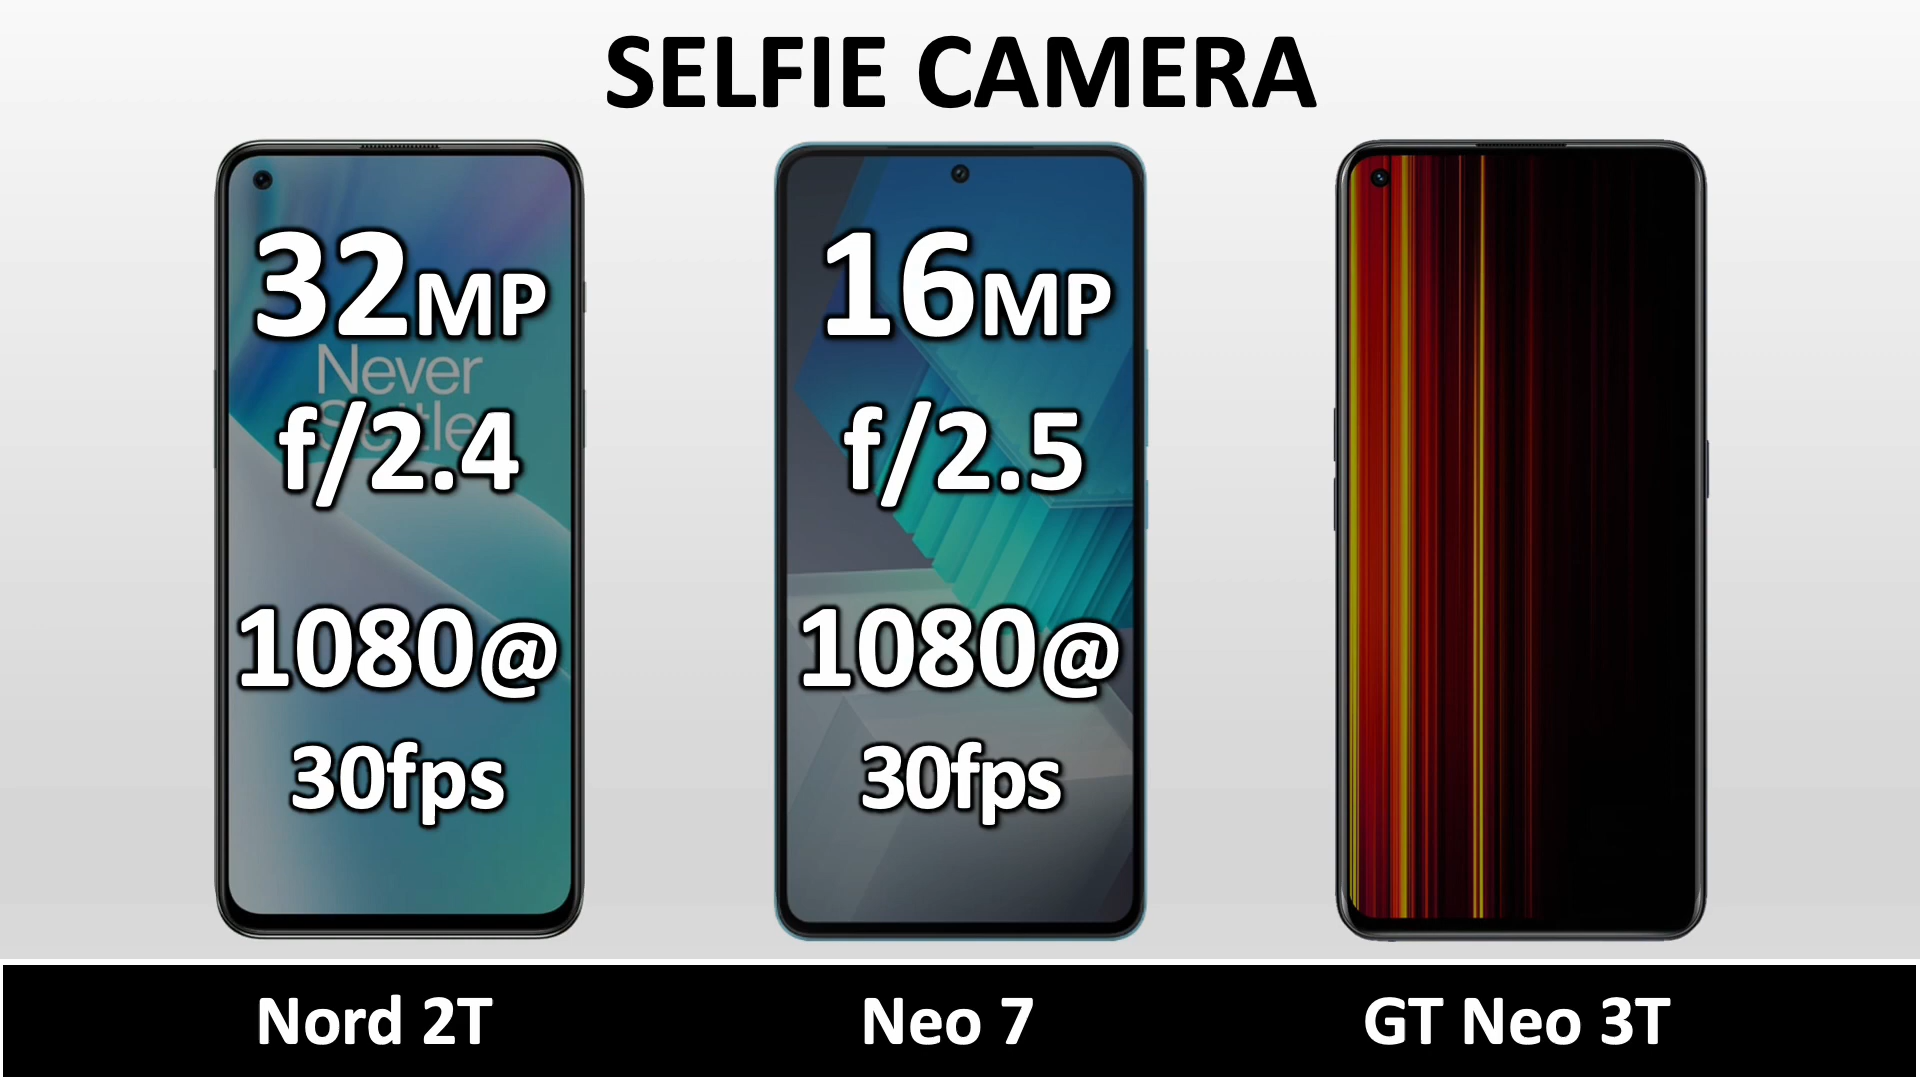 SELFIE CAMERA
32MP
Never
Settle
f/2.4
1080@
30fps
16MP
f/2.5
1080@
30fps
Nord 2T
Neo 7
GT Neo 3T